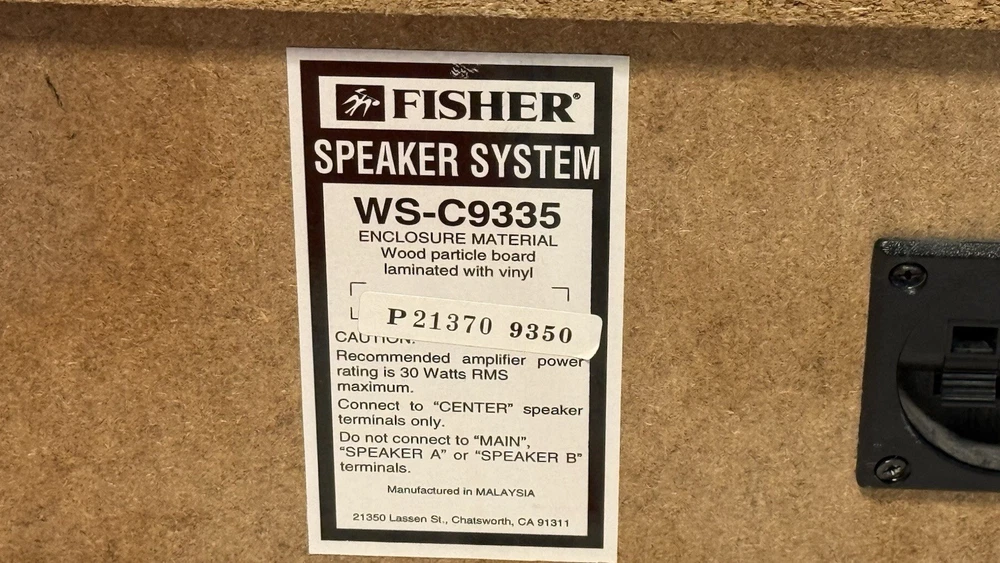 FISHER®
SPEAKER SYSTEM
WS-C9335
ENCLOSURE MATERIAL
Wood particle board
laminated with vinyl
P21370 9350
CAUTION:
Recommended amplifier power
rating is 30 Watts RMS
maximum.
Connect to “CENTER” speaker
terminals only.
Do not connect to “MAIN”,
“SPEAKER A” or “SPEAKER B”
terminals.
Manufactured in MALAYSIA
21350 Lassen St., Chatsworth, CA 91311